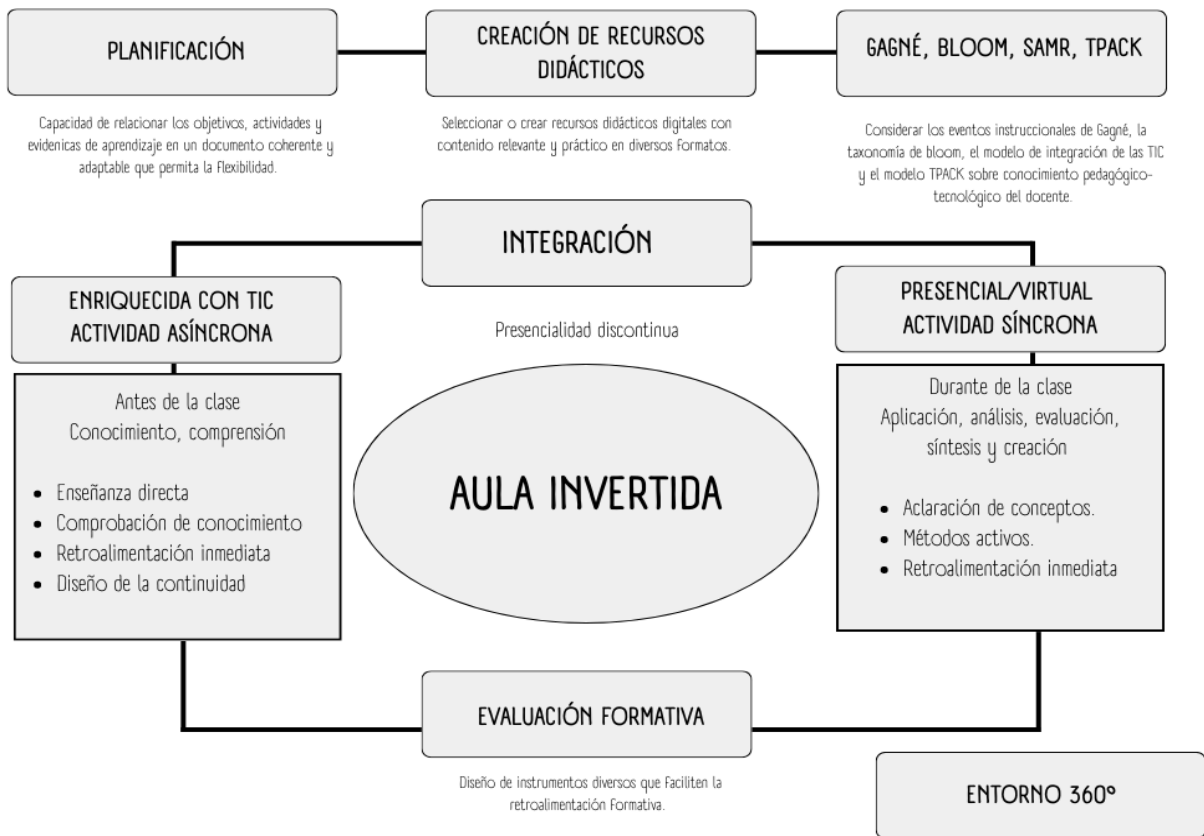 PLANIFICACIÓN
Capacidad de relacionar los objetivos, actividades y
evidenicas de aprendizaje en un documento coherente y
adaptable que permita la flexibilidad.
CREACIÓN DE RECURSOS
DIDÁCTICOS
Seleccionar o crear recursos didácticos digitales con
contenido relevante y práctico en diversos formatos.
GAGNÉ, BLOOM, SAMR, TPACK
Considerar los eventos instruccionales de Gagné, la
taxonomía de bloom, el modelo de integración de las TIC
y el modelo TPACK sobre conocimiento pedagógico-
tecnológico del docente.
INTEGRACIÓN
Presencialidad discontinua
ENRIQUECIDA CON TIC
ACTIVIDAD ASÍNCRONA
Antes de la clase
Conocimiento, comprensión
• Enseñanza directa
• Comprobación de conocimiento
• Retroalimentación inmediata
• Diseño de la continuidad
AULA INVERTIDA
PRESENCIAL/VIRTUAL
ACTIVIDAD SÍNCRONA
Durante de la clase
Aplicación, análisis, evaluación,
síntesis y creación
• Aclaración de conceptos.
• Métodos activos.
• Retroalimentación inmediata
EVALUACIÓN FORMATIVA
Diseño de instrumentos diversos que faciliten la
retroalimentación formativa.
ENTORNO 360º